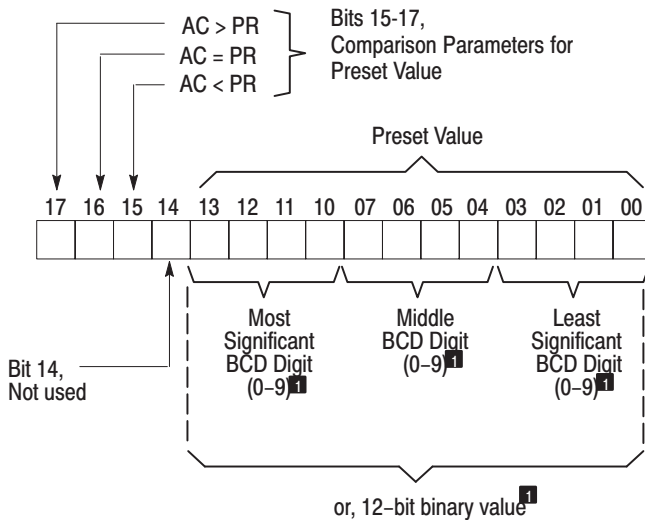 AC > PR
AC = PR
AC < PR
Bits 15-17,
Comparison Parameters for
Preset Value
Preset Value
17 16 15 14 13 12 11 10 07 06 05 04 03 02 01 00
Most
Significant
BCD Digit
(0–9)1
Middle
BCD Digit
(0–9)1
Least
Significant
BCD Digit
(0–9)1
Bit 14,
Not used
or, 12–bit binary value1